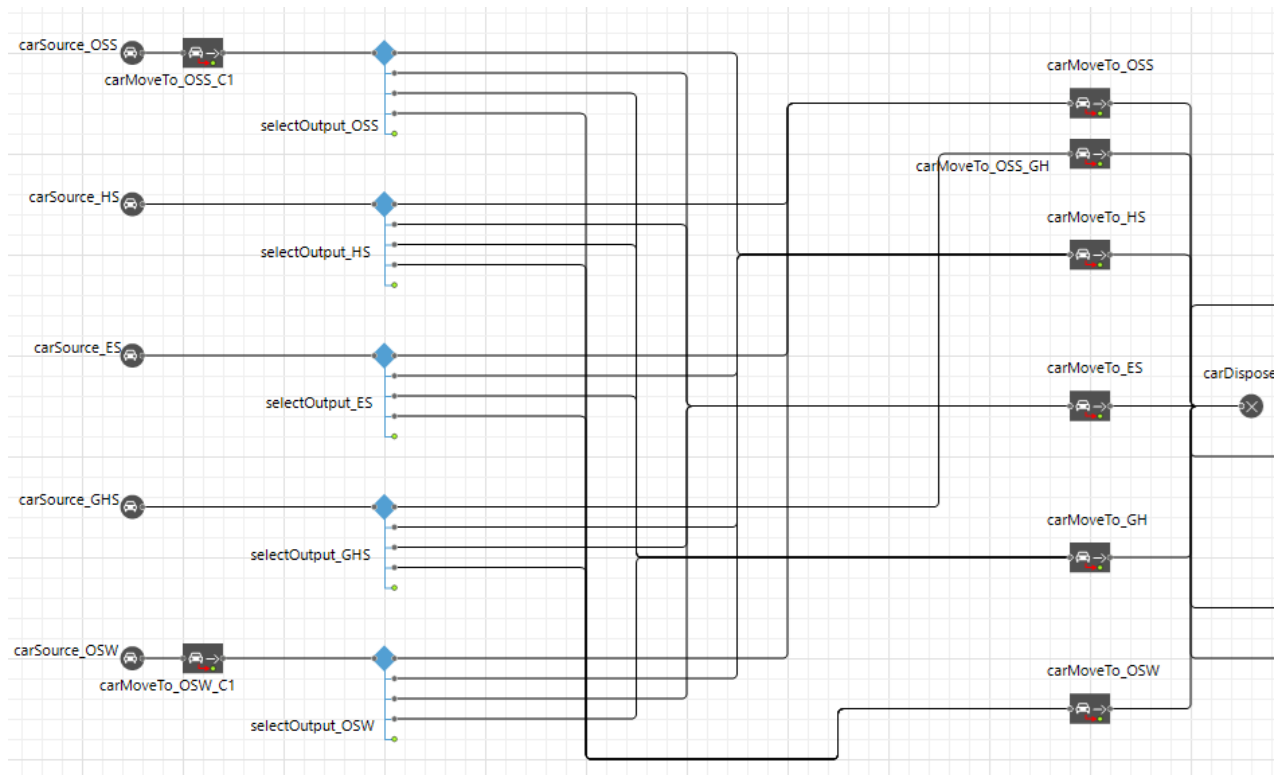 carSource_OSS
carMoveTo_OSS_C1
selectOutput_OSS
carMoveTo_OSS
carMoveTo_OSS_GH
carSource_HS
selectOutput_HS
carMoveTo_HS
carSource_ES
selectOutput_ES
carMoveTo_ES
carDispose
carSource_GHS
selectOutput_GHS
carMoveTo_GH
carSource_OSW
carMoveTo_OSW_C1
selectOutput_OSW
carMoveTo_OSW